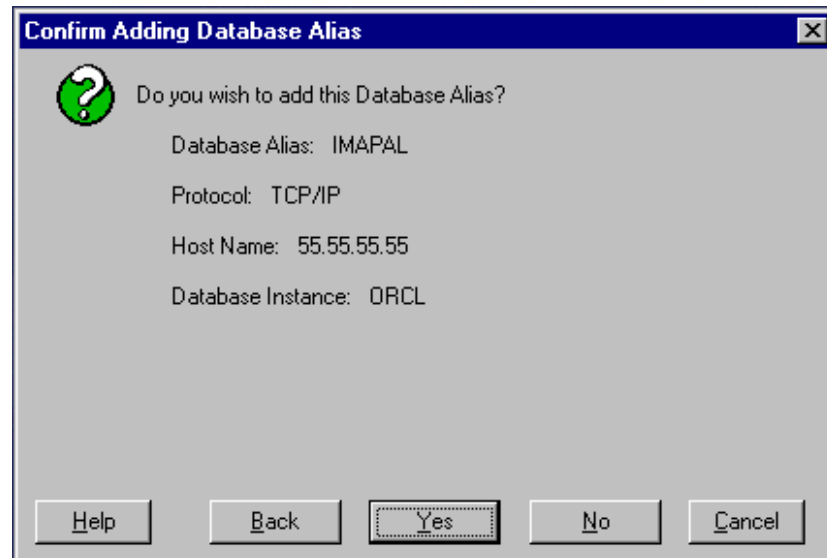 Confirm Adding Database Alias
Do you wish to add this Database Alias?
Database Alias: IMAPAL
Protocol: TCP/IP
Host Name: 55.55.55.55
Database Instance: ORCL
Help Back Yes No Cancel